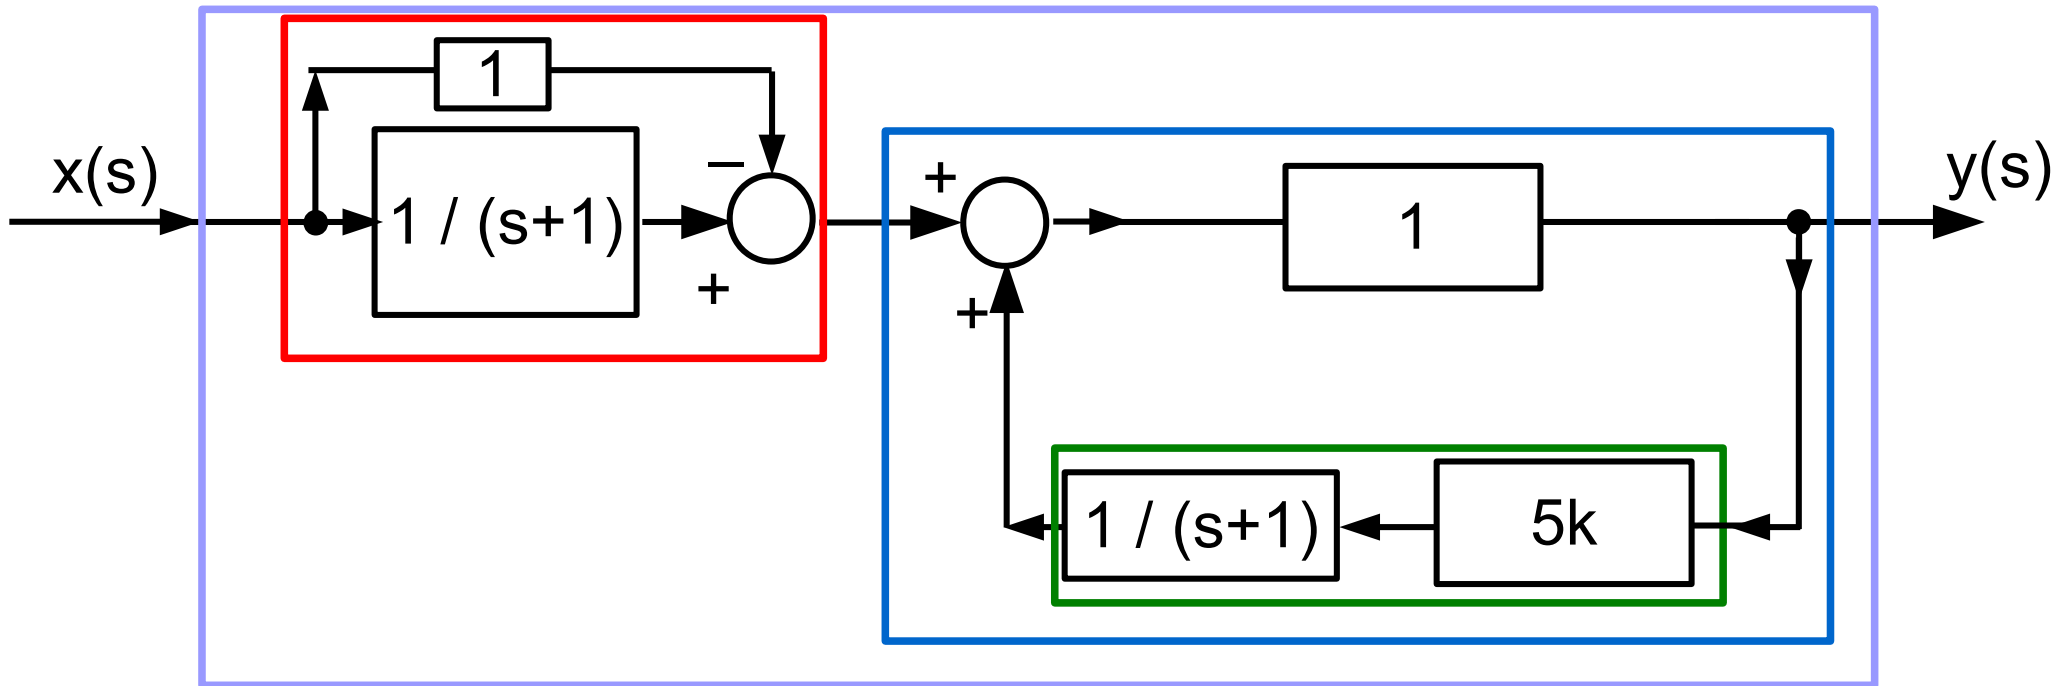 1
x(s)
1 / (s+1)
–
+
+
+
1
y(s)
1 / (s+1)
5k